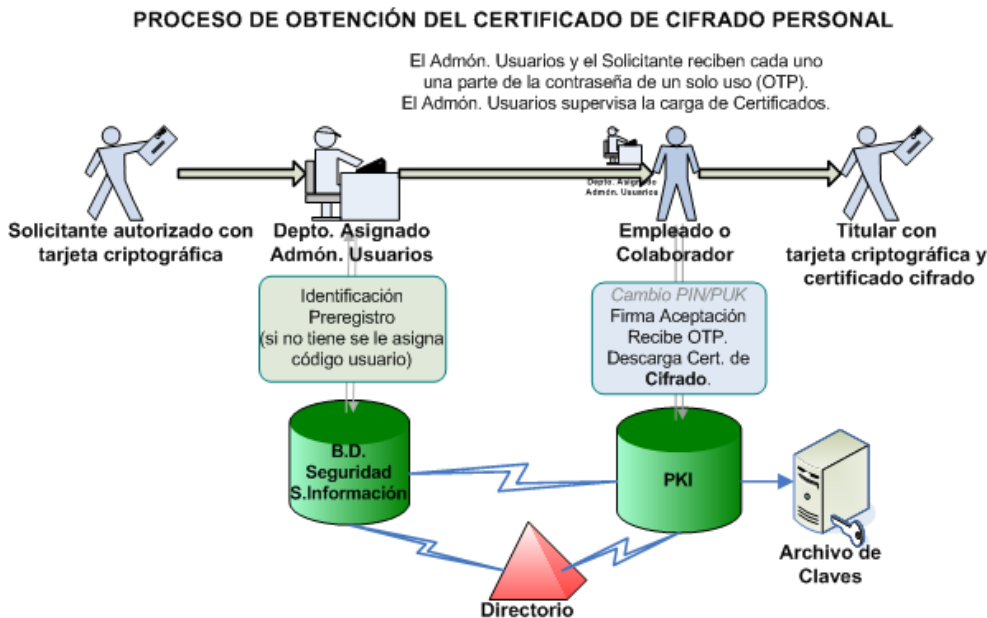 PROCESO DE OBTENCIÓN DEL CERTIFICADO DE CIFRADO PERSONAL
El Admón. Usuarios y el Solicitante reciben cada uno
una parte de la contraseña de un solo uso (OTP).
El Admón. Usuarios supervisa la carga de Certificados.
Solicitante autorizado con
tarjeta criptográfica
Depto. Asignado
Admón. Usuarios
Depto. Asignado
Admón. Usuarios
Empleado o
Colaborador
Titular con
tarjeta criptográfica y
certificado cifrado
Identificación
Preregistro
(si no tiene se le asigna
código usuario)
Cambio PIN/PUK
Firma Aceptación
Recibe OTP.
Descarga Cert. de
Cifrado.
B.D.
Seguridad
S.Información
PKI
Archivo de
Claves
Directorio